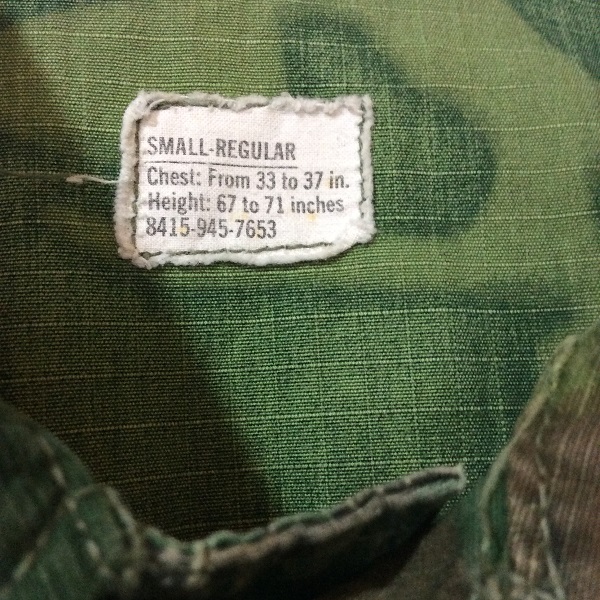 SMALL-REGULAR
Chest: From 33 to 37 in.
Height: 67 to 71 inches
8415-945-7653